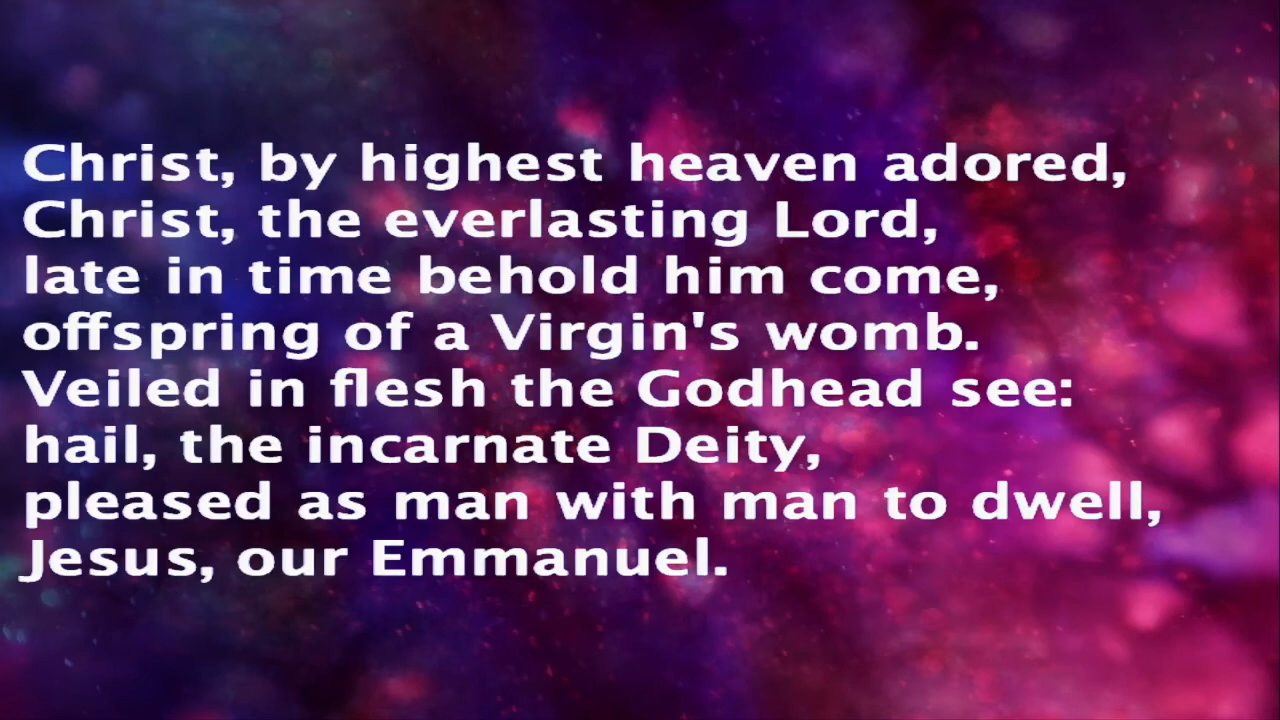 Christ, by highest heaven adored,
Christ, the everlasting Lord,
late in time behold him come,
offspring of a Virgin's womb.
Veiled in flesh the Godhead see:
hail, the incarnate Deity,
pleased as man with man to dwell,
Jesus, our Emmanuel.